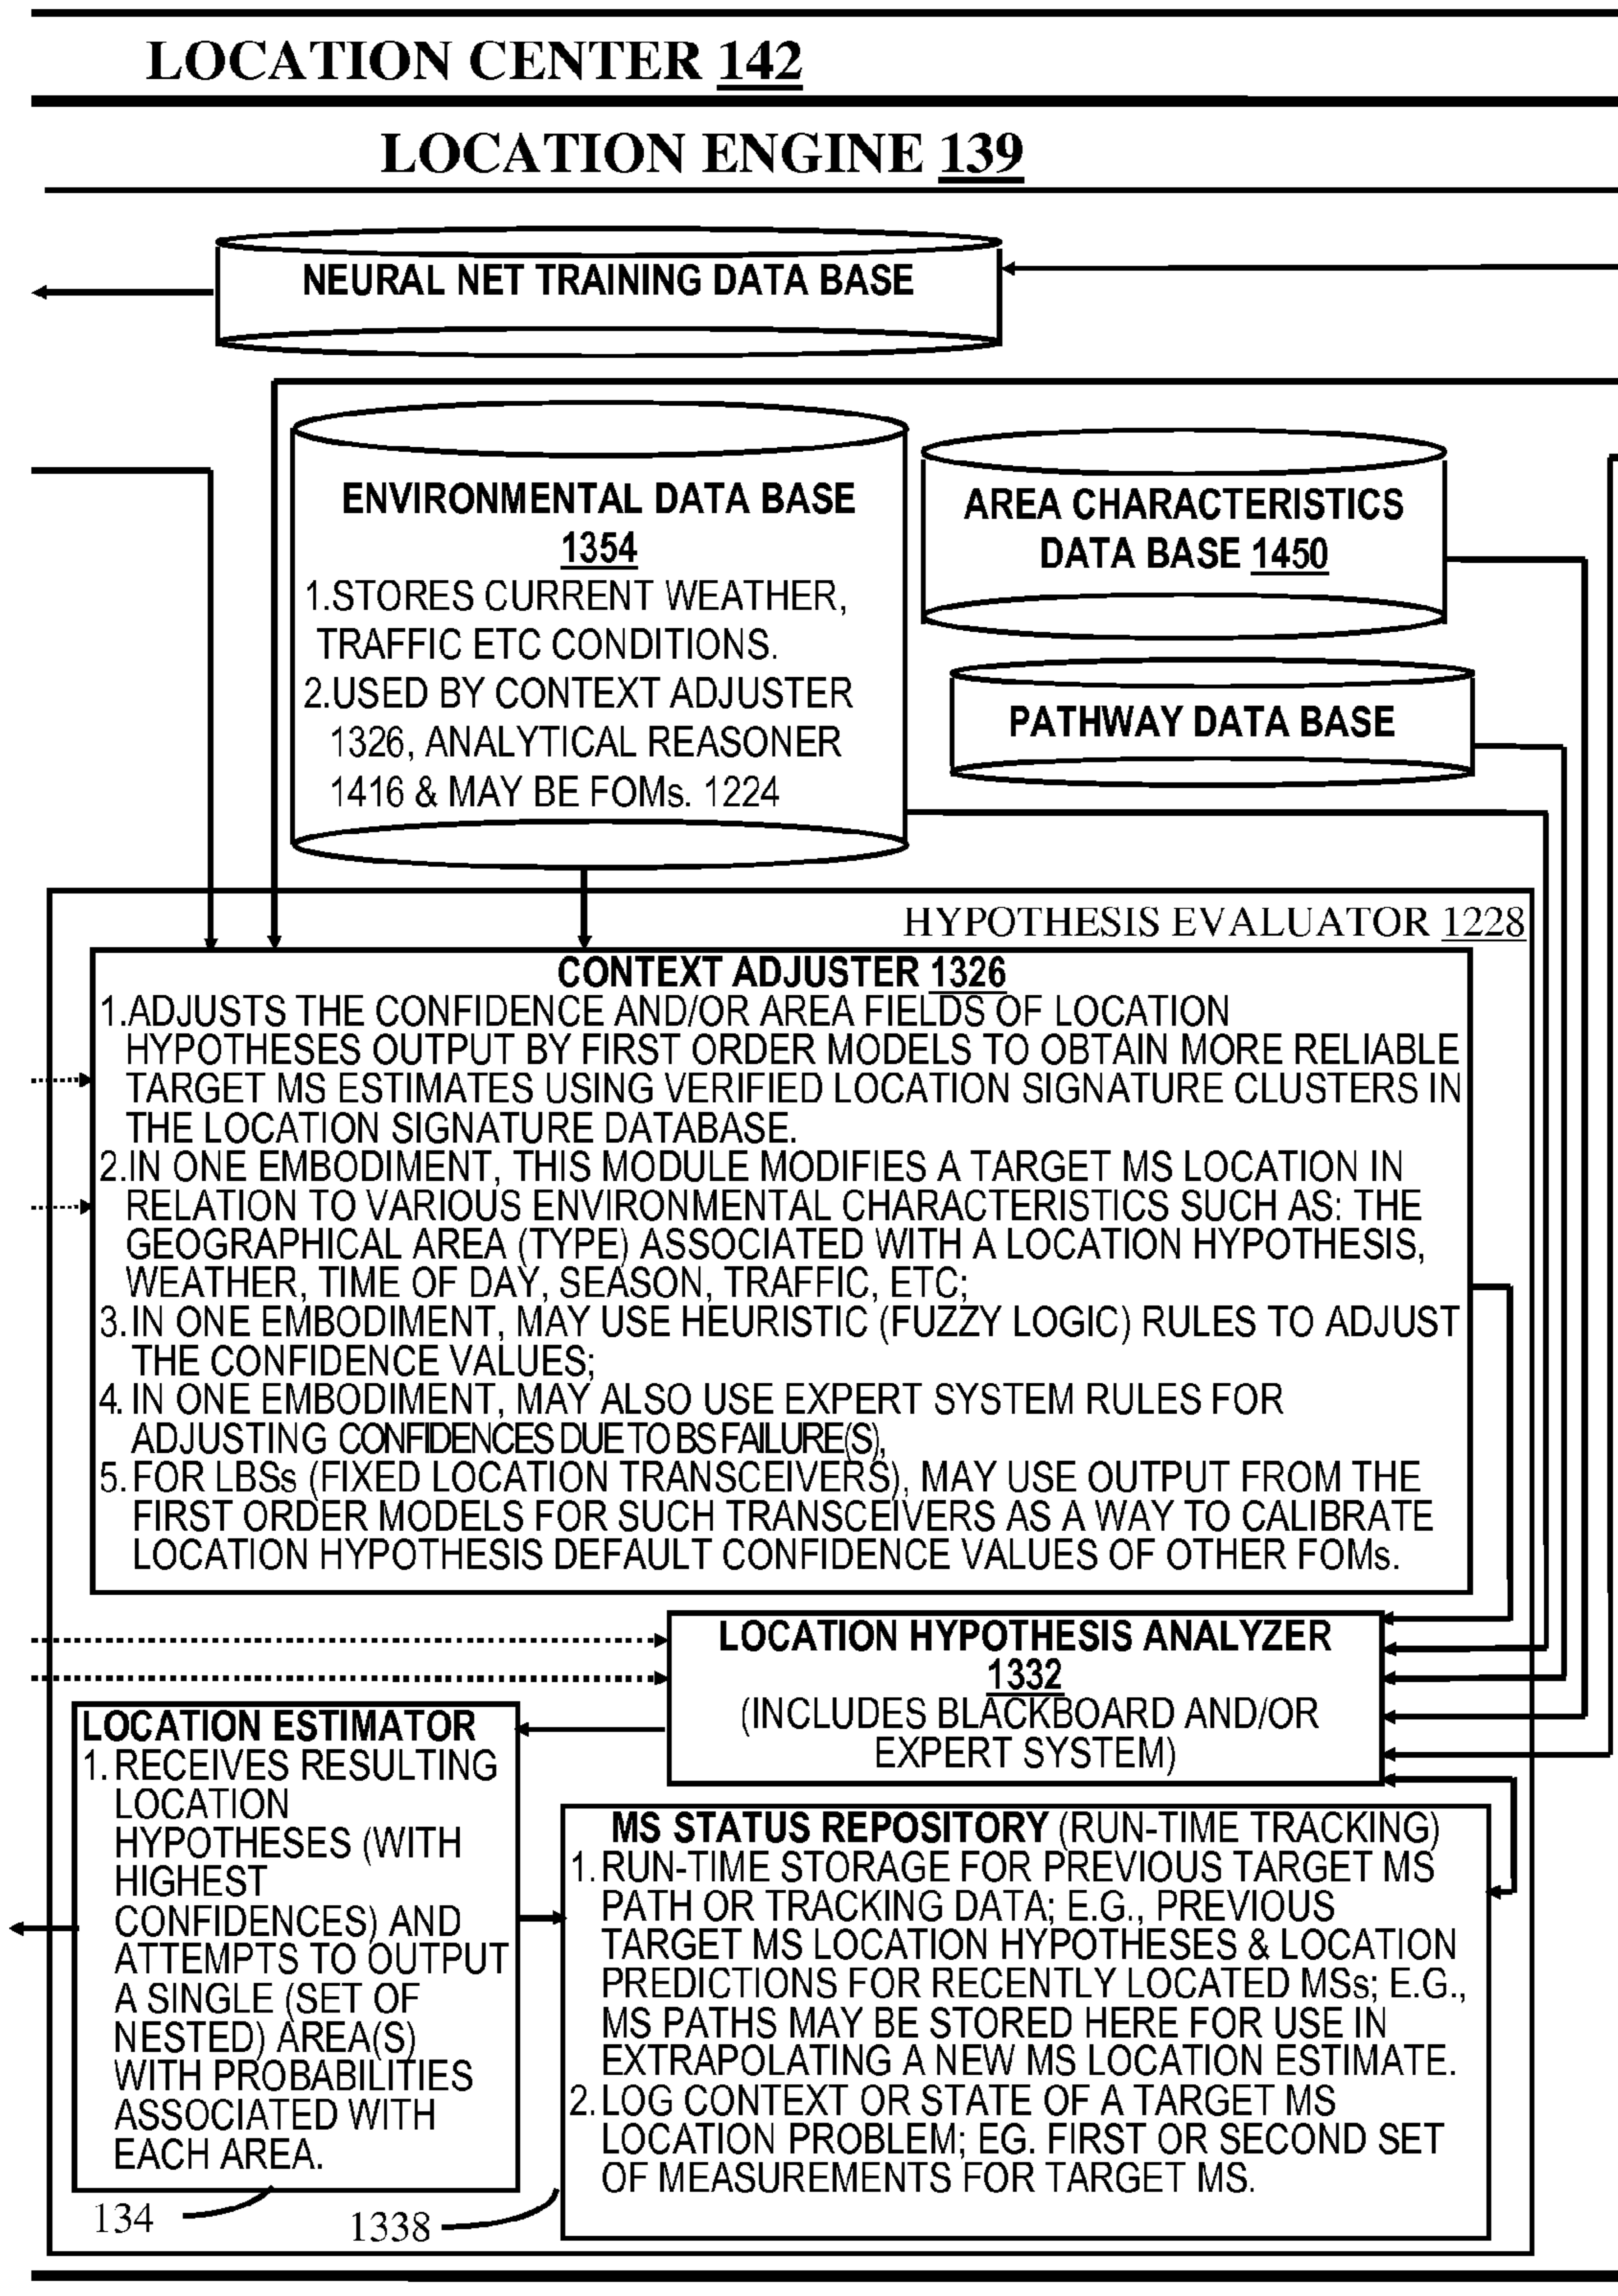 LOCATION CENTER 142
LOCATION ENGINE 139
NEURAL NET TRAINING DATA BASE
ENVIRONMENTAL DATA BASE
1354
1.STORES CURRENT WEATHER,
TRAFFIC ETC CONDITIONS.
2.USED BY CONTEXT ADJUSTER
1326, ANALYTICAL REASONER
1416 & MAY BE FOMs. 1224
AREA CHARACTERISTICS
DATA BASE 1450
PATHWAY DATA BASE
HYPOTHESIS EVALUATOR 1228
CONTEXT ADJUSTER 1326
1.ADJUSTS THE CONFIDENCE AND/OR AREA FIELDS OF LOCATION
HYPOTHESES OUTPUT BY FIRST ORDER MODELS TO OBTAIN MORE RELIABLE
TARGET MS ESTIMATES USING VERIFIED LOCATION SIGNATURE CLUSTERS IN
THE LOCATION SIGNATURE DATABASE.
2.IN ONE EMBODIMENT, THIS MODULE MODIFIES A TARGET MS LOCATION IN
RELATION TO VARIOUS ENVIRONMENTAL CHARACTERISTICS SUCH AS: THE
GEOGRAPHICAL AREA (TYPE) ASSOCIATED WITH A LOCATION HYPOTHESIS,
WEATHER, TIME OF DAY, SEASON, TRAFFIC, ETC;
3.IN ONE EMBODIMENT, MAY USE HEURISTIC (FUZZY LOGIC) RULES TO ADJUST
THE CONFIDENCE VALUES;
4. IN ONE EMBODIMENT, MAY ALSO USE EXPERT SYSTEM RULES FOR
ADJUSTING CONFIDENCES DUE TO BS FAILURE(S),
5. FOR LBSs (FIXED LOCATION TRANSCEIVERS), MAY USE OUTPUT FROM THE
FIRST ORDER MODELS FOR SUCH TRANSCEIVERS AS A WAY TO CALIBRATE
LOCATION HYPOTHESIS DEFAULT CONFIDENCE VALUES OF OTHER FOMs.
LOCATION HYPOTHESIS ANALYZER
1332
(INCLUDES BLACKBOARD AND/OR
EXPERT SYSTEM)
LOCATION ESTIMATOR
1. RECEIVES RESULTING
LOCATION
HYPOTHESES (WITH
HIGHEST
CONFIDENCES) AND
ATTEMPTS TO OUTPUT
A SINGLE (SET OF
NESTED) AREA(S)
WITH PROBABILITIES
ASSOCIATED WITH
EACH AREA.
134
MS STATUS REPOSITORY (RUN-TIME TRACKING)
1. RUN-TIME STORAGE FOR PREVIOUS TARGET MS
PATH OR TRACKING DATA; E.G., PREVIOUS
TARGET MS LOCATION HYPOTHESES & LOCATION
PREDICTIONS FOR RECENTLY LOCATED MSs; E.G.,
MS PATHS MAY BE STORED HERE FOR USE IN
EXTRAPOLATING A NEW MS LOCATION ESTIMATE.
2. LOG CONTEXT OR STATE OF A TARGET MS
LOCATION PROBLEM; EG. FIRST OR SECOND SET
OF MEASUREMENTS FOR TARGET MS.
1338